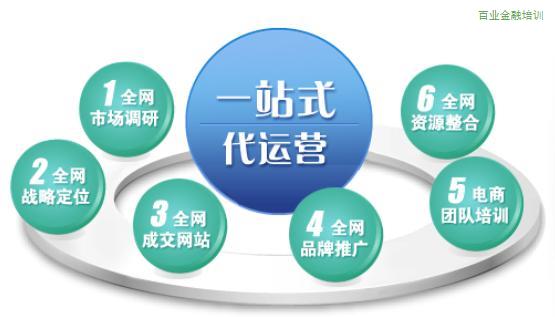 百业金融培训
一站式
代运营
1 全网
市场调研
2 全网
战略定位
3 全网
成交网站
4 全网
品牌推广
5 电商
团队培训
6 全网
资源整合